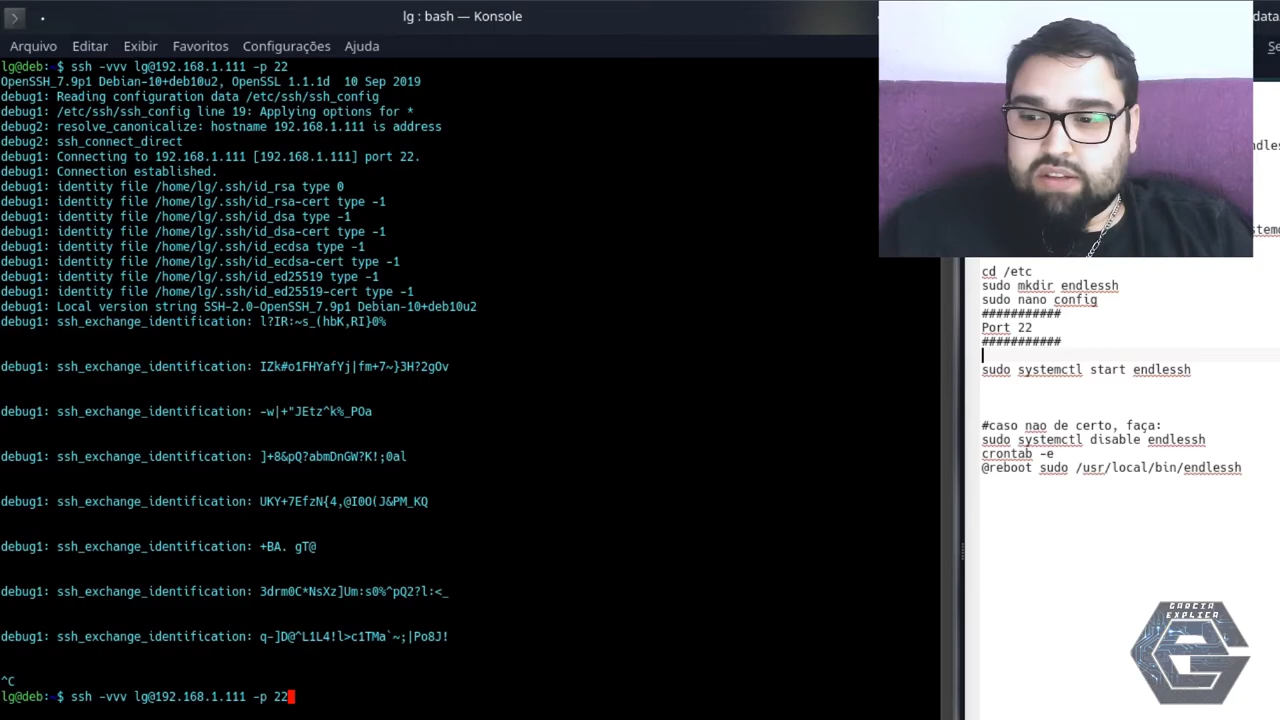 lg : bash — Konsole
Arquivo Editar Exibir Favoritos Configurações Ajuda
lg@deb:~$ ssh -vvv lg@192.168.1.111 -p 22
OpenSSH_7.9p1 Debian-10+deb10u2, OpenSSL 1.1.1d  10 Sep 2019
debug1: Reading configuration data /etc/ssh/ssh_config
debug1: /etc/ssh/ssh_config line 19: Applying options for *
debug2: resolve_canonicalize: hostname 192.168.1.111 is address
debug2: ssh_connect_direct
debug1: Connecting to 192.168.1.111 [192.168.1.111] port 22.
debug1: Connection established.
debug1: identity file /home/lg/.ssh/id_rsa type 0
debug1: identity file /home/lg/.ssh/id_rsa-cert type -1
debug1: identity file /home/lg/.ssh/id_dsa type -1
debug1: identity file /home/lg/.ssh/id_dsa-cert type -1
debug1: identity file /home/lg/.ssh/id_ecdsa type -1
debug1: identity file /home/lg/.ssh/id_ecdsa-cert type -1
debug1: identity file /home/lg/.ssh/id_ed25519 type -1
debug1: identity file /home/lg/.ssh/id_ed25519-cert type -1
debug1: Local version string SSH-2.0-OpenSSH_7.9p1 Debian-10+deb10u2
debug1: ssh_exchange_identification: l?IR:~s_(hbK,RI}0%
debug1: ssh_exchange_identification: IZk#o1FHYafYj|fm+7~}3H?2gOv
debug1: ssh_exchange_identification: -w|+"JEtz^k%_POa
debug1: ssh_exchange_identification: ]+8&pQ?abmDnGW?K!;0al
debug1: ssh_exchange_identification: UKY+7EfzN{4,@I0O(J&PM_KQ
debug1: ssh_exchange_identification: +BA. gT@
debug1: ssh_exchange_identification: 3drm0C*NsXz]Um:s0%^pQ2?l:<_
debug1: ssh_exchange_identification: q-]D@^L1L4!l>c1TMa`~;|Po8J!
^C
lg@deb:~$ ssh -vvv lg@192.168.1.111 -p 22
cd /etc
sudo mkdir endlessh
sudo nano config
###########
Port 22
###########
sudo systemctl start endlessh
#caso nao de certo, faça:
sudo systemctl disable endlessh
crontab -e
@reboot sudo /usr/local/bin/endlessh
GARCIA
EXPLICA